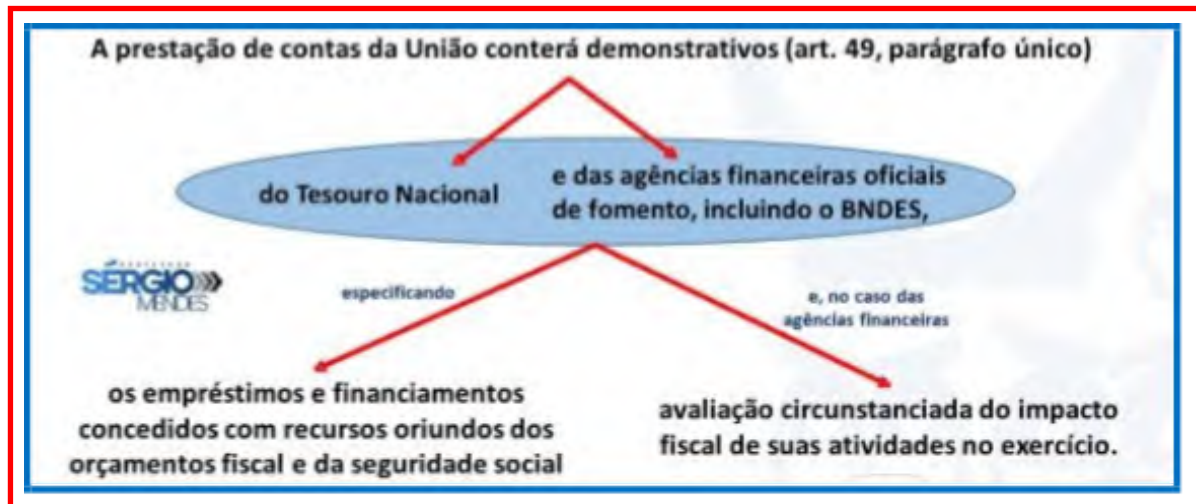 A prestação de contas da União conterá demonstrativos (art. 49, parágrafo único)
do Tesouro Nacional
e das agências financeiras oficiais
de fomento, incluindo o BNDES,
SÉRGIO
MENDES
especificando
e, no caso das
agências financeiras
os empréstimos e financiamentos
concedidos com recursos oriundos dos
orçamentos fiscal e da seguridade social
avaliação circunstanciada do impacto
fiscal de suas atividades no exercício.